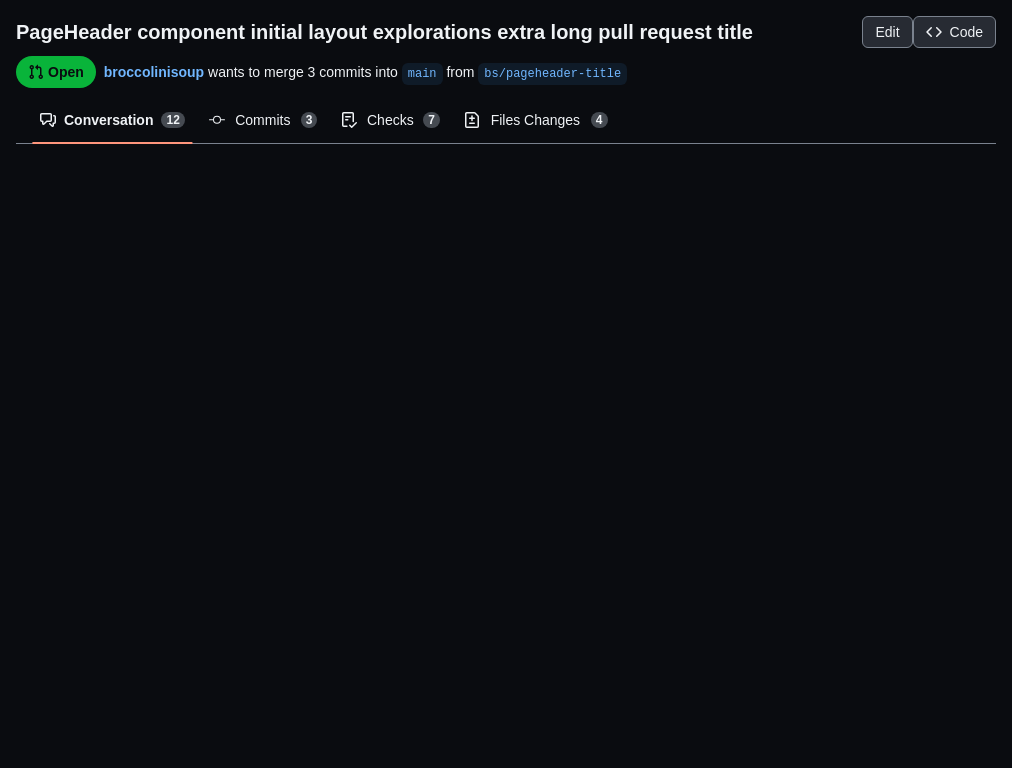 PageHeader component initial layout explorations extra long pull request title
Edit
Code
Open
broccolinisoup wants to merge 3 commits into main from bs/pageheader-title
Conversation 12
Commits 3
Checks 7
Files Changes 4